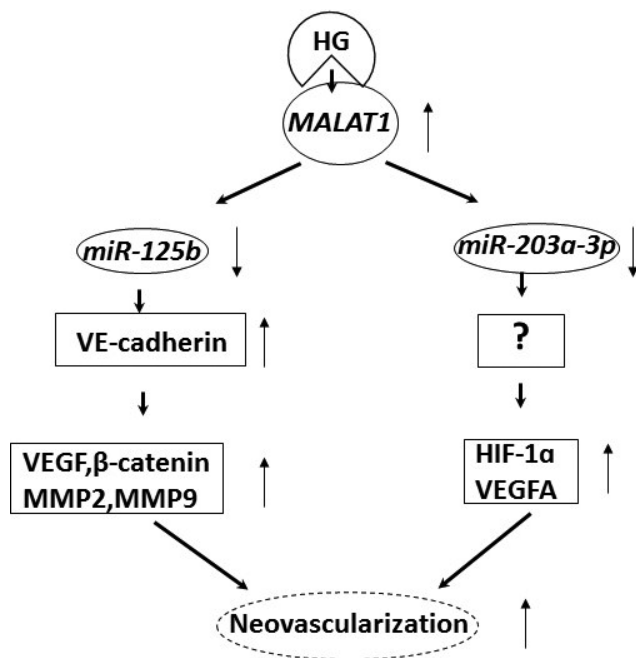 HG
MALAT1
miR-125b
miR-203a-3p
VE-cadherin
?
VEGF,β-catenin
MMP2,MMP9
HIF-1α
VEGFA
Neovascularization